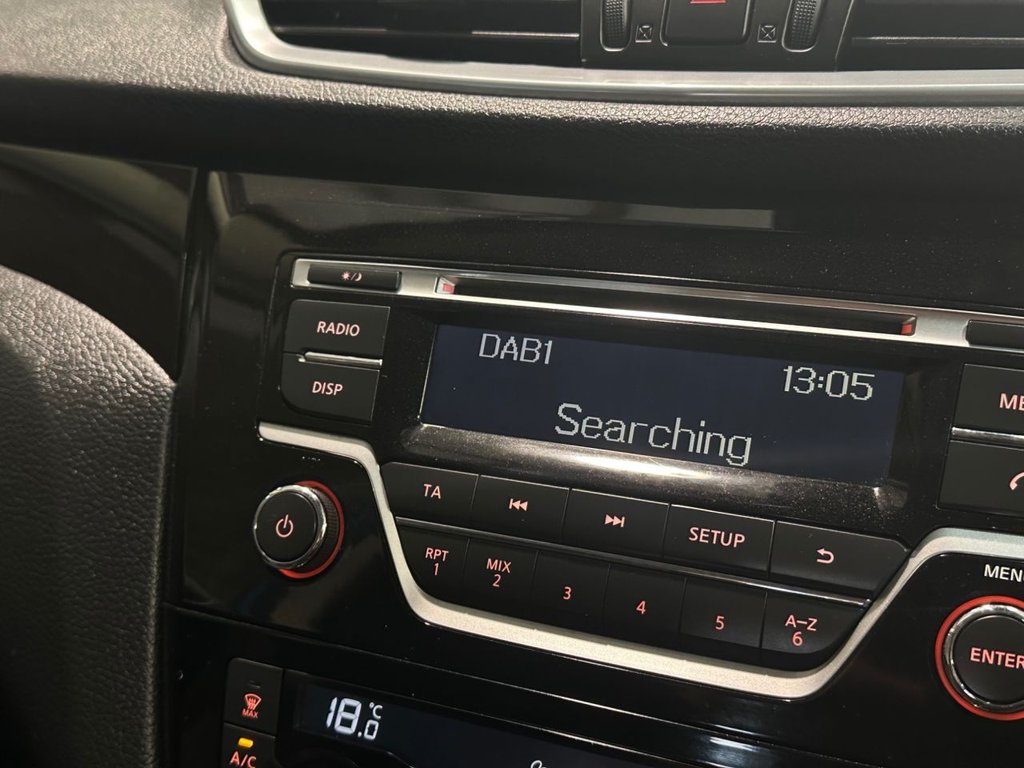 RADIO
DISP
DAB1
13:05
Searching
TA
SETUP
RPT
1
MIX
2
3
4
5
A-Z
6
MENU
ENTER
MAX
18.0 °C
A/C